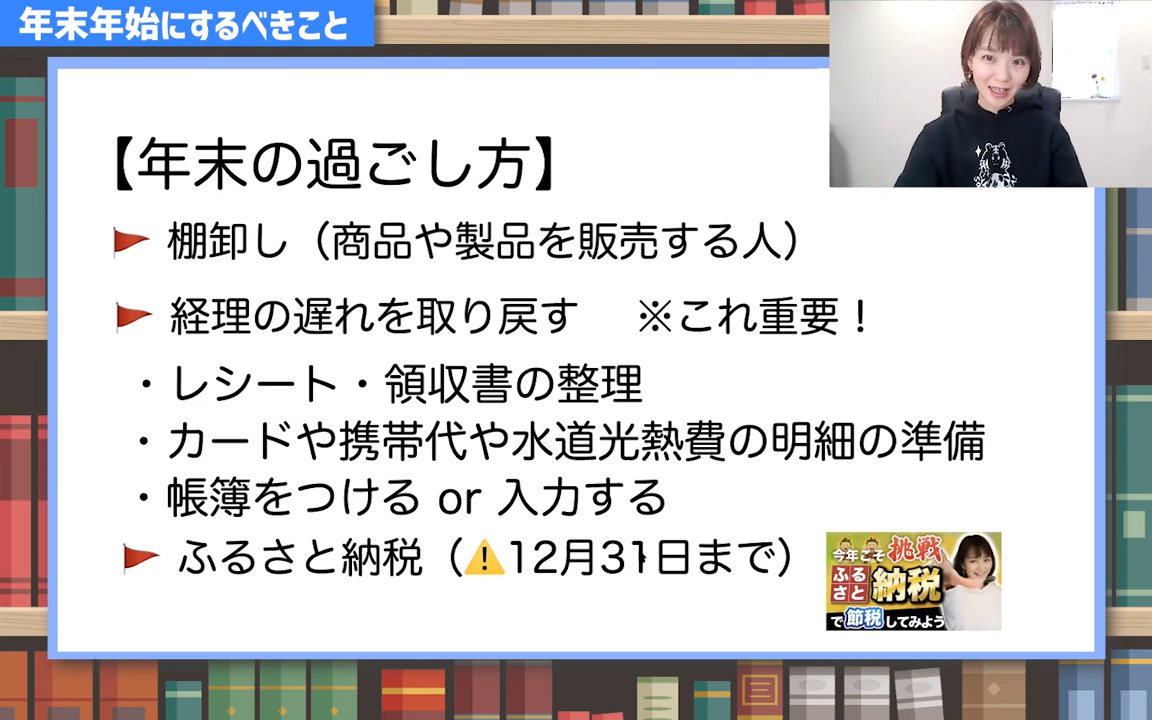 年末年始にするべきこと
【年末の過ごし方】
棚卸し（商品や製品を販売する人）
経理の遅れを取り戻す ※これ重要！
・レシート・領収書の整理
・カードや携帯代や水道光熱費の明細の準備
・帳簿をつける or 入力する
ふるさと納税（⚠12月31日まで）
今年こそ挑戦
ふるさと納税
で節税してみよう